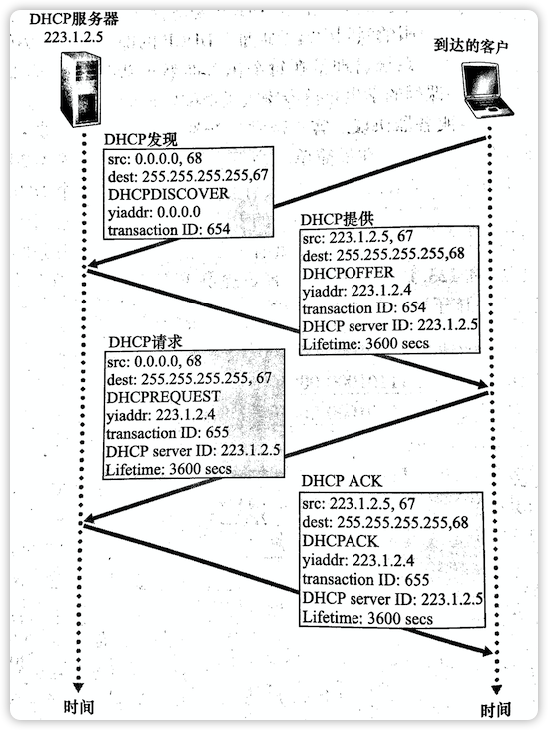 DHCP服务器
223.1.2.5
到达的客户
DHCP发现
src: 0.0.0.0, 68
dest: 255.255.255.255,67
DHCPDISCOVER
yiaddr: 0.0.0.0
transaction ID: 654
DHCP提供
src: 223.1.2.5, 67
dest: 255.255.255.255,68
DHCPOFFER
yiaddr: 223.1.2.4
transaction ID: 654
DHCP server ID: 223.1.2.5
Lifetime: 3600 secs
DHCP请求
src: 0.0.0.0, 68
dest: 255.255.255.255, 67
DHCPREQUEST
yiaddr: 223.1.2.4
transaction ID: 655
DHCP server ID: 223.1.2.5
Lifetime: 3600 secs
DHCP ACK
src: 223.1.2.5, 67
dest: 255.255.255.255,68
DHCPACK
yiaddr: 223.1.2.4
transaction ID: 655
DHCP server ID: 223.1.2.5
Lifetime: 3600 secs
时间
时间